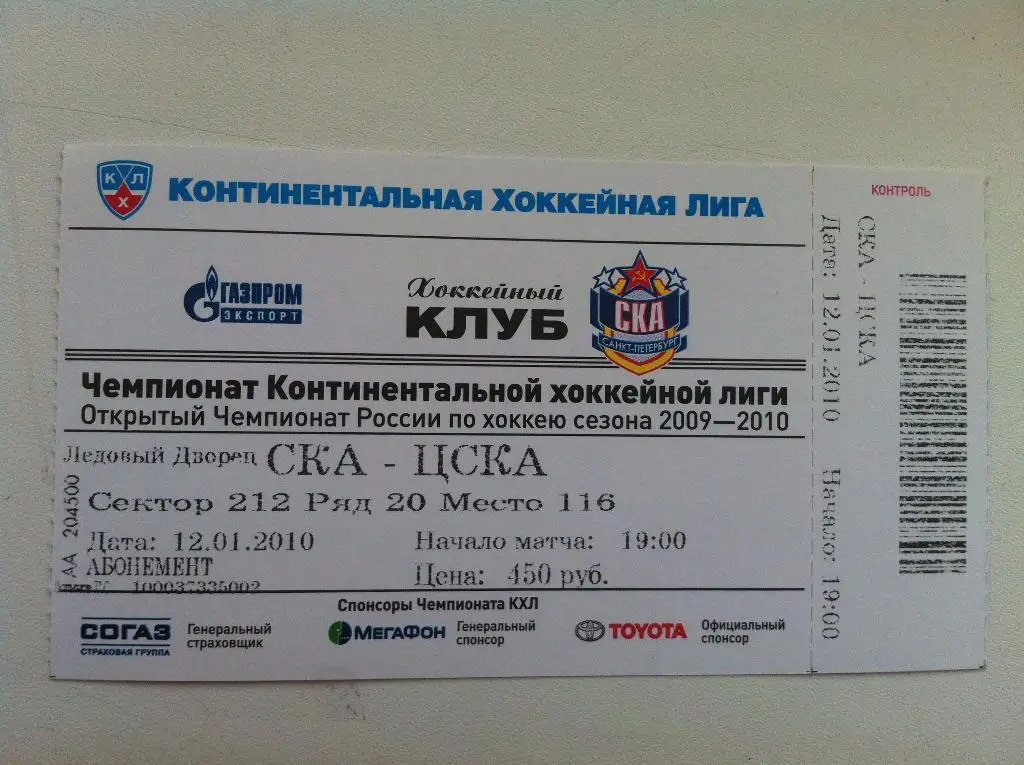 КХЛ
КОНТИНЕНТАЛЬНАЯ ХОККЕЙНАЯ ЛИГА
ГАЗПРОМ
ЭКСПОРТ
Хоккейный
КЛУБ
СКА
САНКТ-ПЕТЕРБУРГ
Чемпионат Континентальной хоккейной лиги
Открытый Чемпионат России по хоккею сезона 2009—2010
Ледовый Дворец СКА - ЦСКА
Сектор 212 Ряд 20 Место 116
Дата: 12.01.2010 Начало матча: 19:00
АБОНЕМЕНТ Цена: 450 руб.
100037335002
АА 204500
Спонсоры Чемпионата КХЛ
СОГАЗ
СТРАХОВАЯ ГРУППА
Генеральный
страховщик
МЕГАФОН
Генеральный
спонсор
TOYOTA
Официальный
спонсор
КОНТРОЛЬ
СКА - ЦСКА
Дата: 12.01.2010 Начало: 19:00